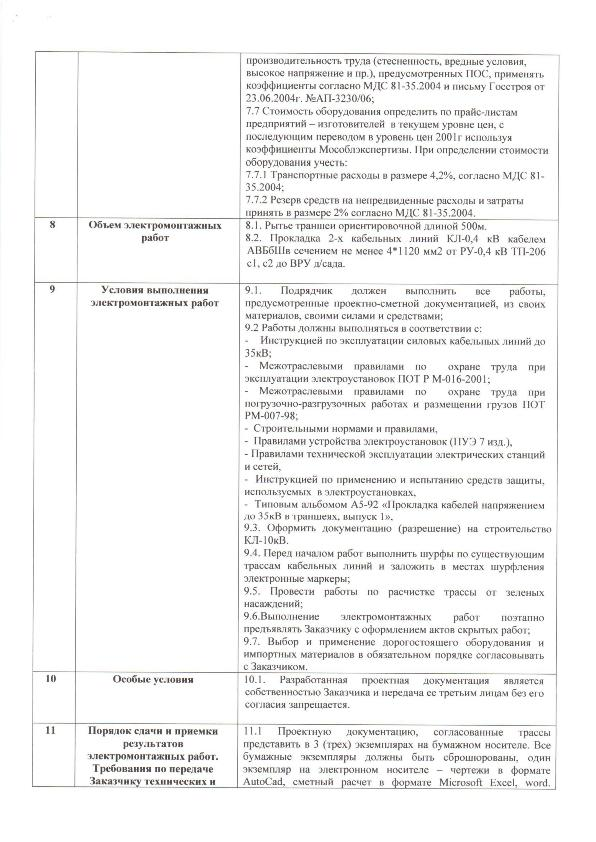 производительность труда (стесненность, вредные условия,
высокое напряжение и пр.), предусмотренных ПОС, применять
коэффициенты согласно МДС 81-35.2004 и письму Госстроя от
23.06.2004г. №АП-3230/06;
7.7 Стоимость оборудования определить по прайс-листам
предприятий – изготовителей в текущем уровне цен, с
последующим переводом в уровень цен 2001г используя
коэффициенты Мособлэкспертизы. При определении стоимости
оборудования учесть:
7.7.1 Транспортные расходы в размере 4,2%, согласно МДС 81-
35.2004;
7.7.2 Резерв средств на непредвиденные расходы и затраты
принять в размере 2% согласно МДС 81-35.2004.
8
Объем электромонтажных
работ
8.1. Рытье траншеи ориентировочной длиной 500м.
8.2. Прокладка 2-х кабельных линий КЛ-0,4 кВ кабелем
АВБбШв сечением не менее 4*1120 мм2 от РУ-0,4 кВ ТП-206
с1, с2 до ВРУ д/сада.
9
Условия выполнения
электромонтажных работ
9.1. Подрядчик должен выполнить все работы,
предусмотренные проектно-сметной документацией, из своих
материалов, своими силами и средствами;
9.2 Работы должны выполняться в соответствии с:
- Инструкцией по эксплуатации силовых кабельных линий до
35кВ;
- Межотраслевыми правилами по охране труда при
эксплуатации электроустановок ПОТ Р М-016-2001;
- Межотраслевыми правилами по охране труда при
погрузочно-разгрузочных работах и размещении грузов ПОТ
РМ-007-98;
- Строительными нормами и правилами,
- Правилами устройства электроустановок (ПУЭ 7 изд.),
- Правилами технической эксплуатации электрических станций
и сетей,
- Инструкцией по применению и испытанию средств защиты,
используемых в электроустановках,
- Типовым альбомом А5-92 «Прокладка кабелей напряжением
до 35кВ в траншеях, выпуск 1»,
9.3. Оформить документацию (разрешение) на строительство
КЛ-10кВ.
9.4. Перед началом работ выполнить шурфы по существующим
трассам кабельных линий и заложить в местах шурфления
электронные маркеры;
9.5. Провести работы по расчистке трассы от зеленых
насаждений;
9.6.Выполнение электромонтажных работ поэтапно
предъявлять Заказчику с оформлением актов скрытых работ;
9.7. Выбор и применение дорогостоящего оборудования и
импортных материалов в обязательном порядке согласовывать
с Заказчиком.
10
Особые условия
10.1. Разработанная проектная документация является
собственностью Заказчика и передача ее третьим лицам без его
согласия запрещается.
11
Порядок сдачи и приемки
результатов
электромонтажных работ.
Требования по передаче
Заказчику технических и
11.1 Проектную документацию, согласованные трассы
представить в 3 (трех) экземплярах на бумажном носителе. Все
бумажные экземпляры должны быть сброшюрованы, один
экземпляр на электронном носителе – чертежи в формате
AutoCad, сметный расчет в формате Microsoft Excel, word.